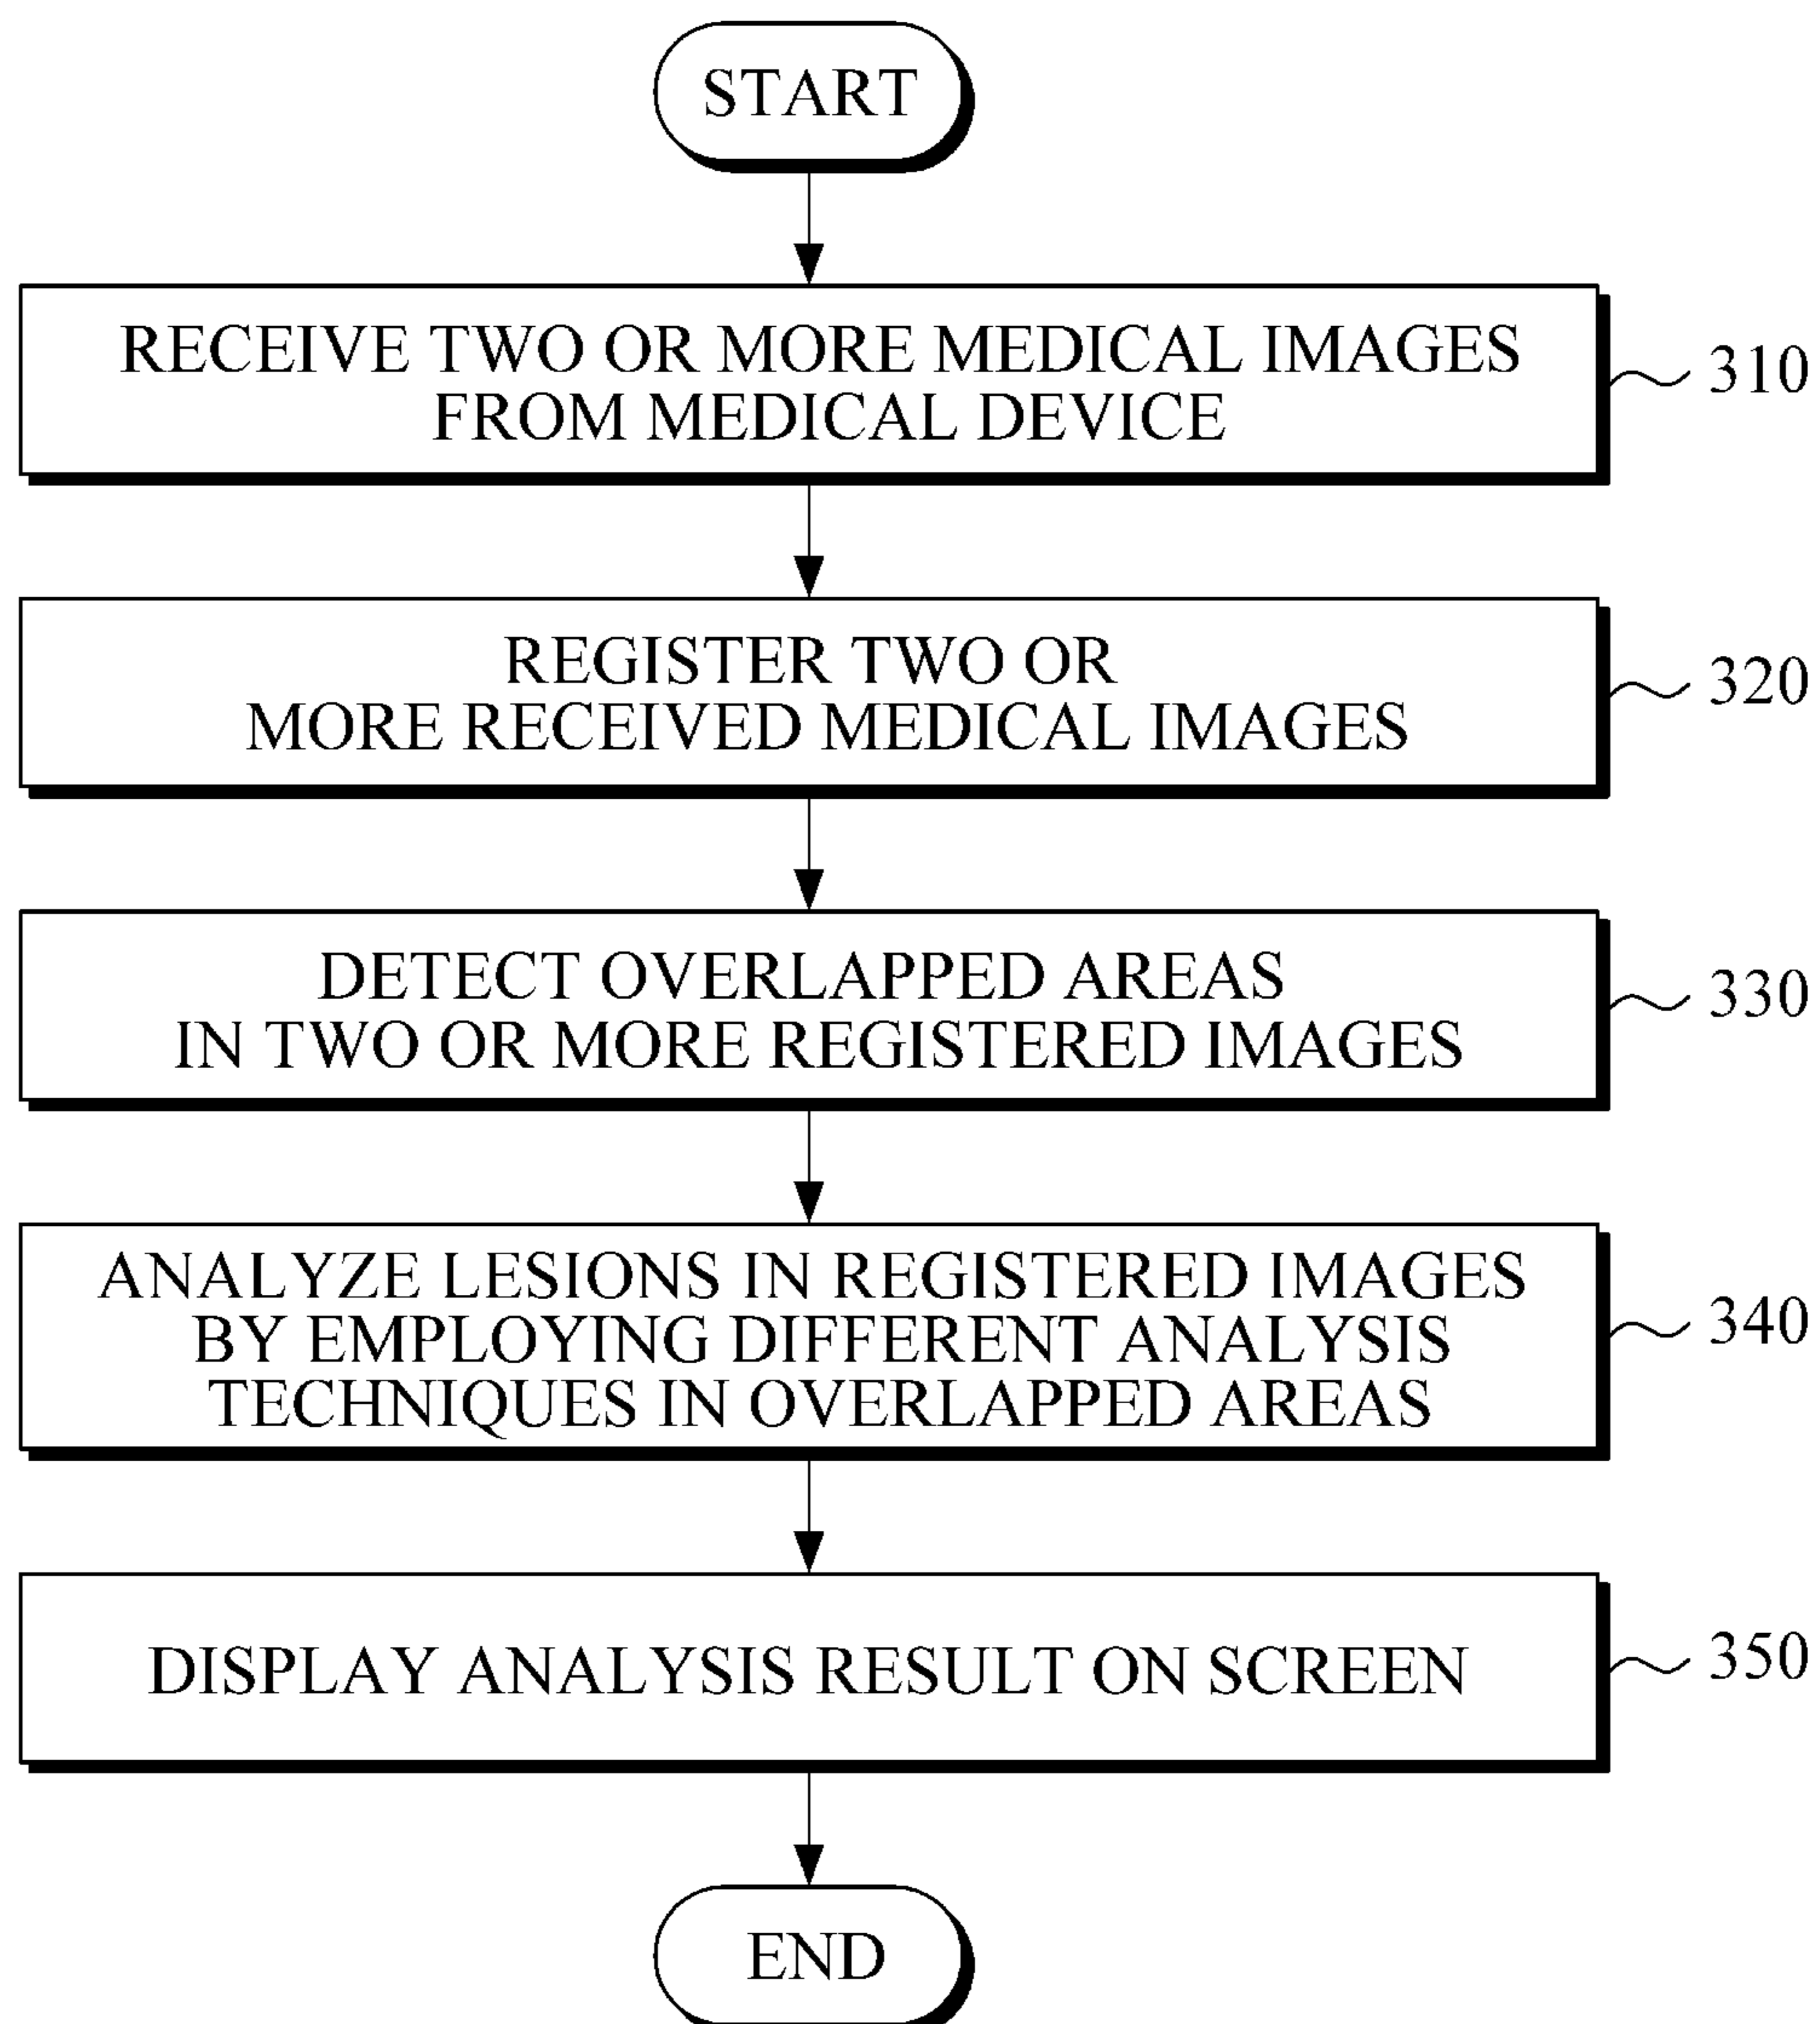 START
RECEIVE TWO OR MORE MEDICAL IMAGES
FROM MEDICAL DEVICE
310
REGISTER TWO OR
MORE RECEIVED MEDICAL IMAGES
320
DETECT OVERLAPPED AREAS
IN TWO OR MORE REGISTERED IMAGES
330
ANALYZE LESIONS IN REGISTERED IMAGES
BY EMPLOYING DIFFERENT ANALYSIS
TECHNIQUES IN OVERLAPPED AREAS
340
DISPLAY ANALYSIS RESULT ON SCREEN
350
END